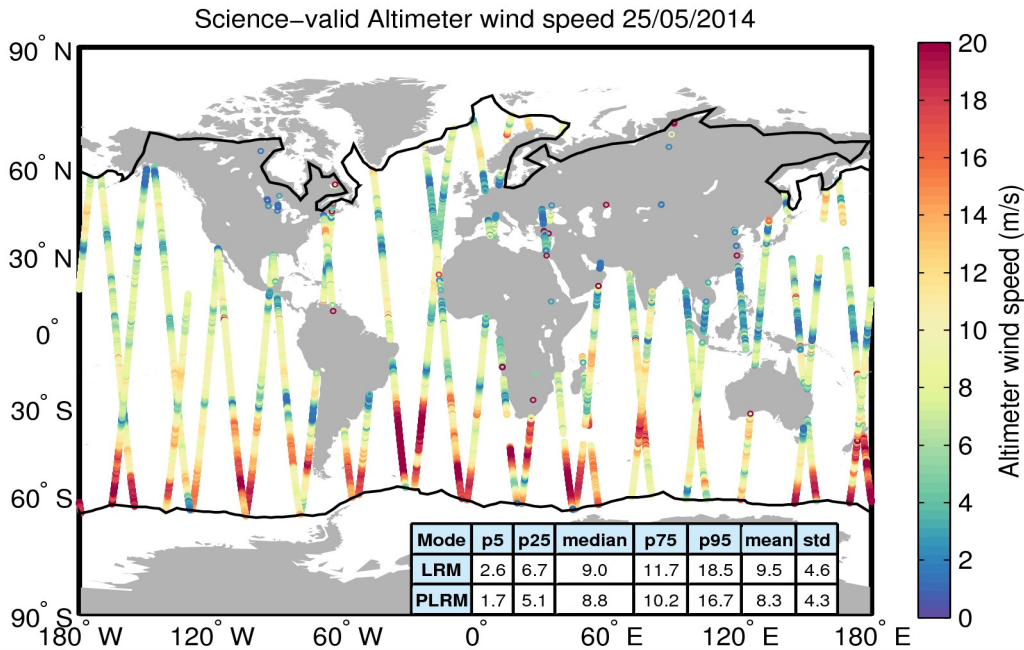 Science−valid Altimeter wind speed 25/05/2014
90° N
60° N
30° N
0°
30° S
60° S
90° S
180° W
120° W
60° W
0°
60° E
120° E
180° E
Mode p5 p25 median p75 p95 mean std
LRM 2.6 6.7 9.0 11.7 18.5 9.5 4.6
PLRM 1.7 5.1 8.8 10.2 16.7 8.3 4.3
20
18
16
14
12
10
8
6
4
2
0
Altimeter wind speed (m/s)